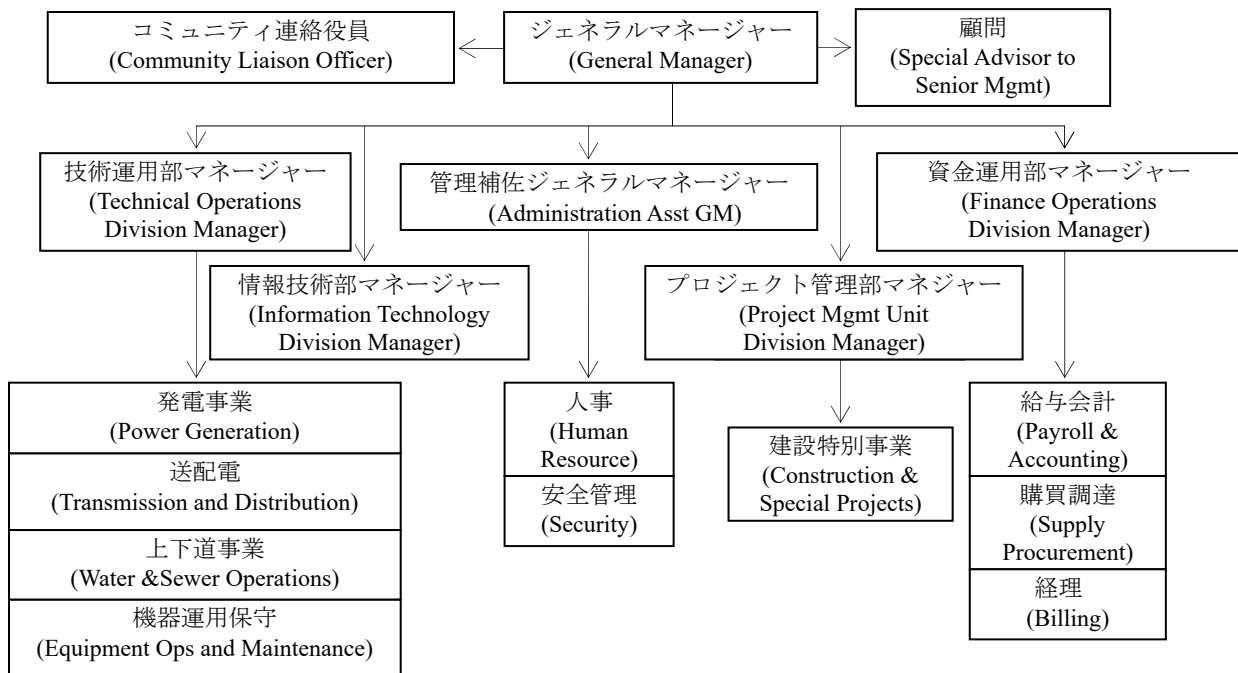 コミュニティ連絡役員
(Community Liaison Officer)
ジェネラルマネージャー
(General Manager)
顧問
(Special Advisor to
Senior Mgmt)
技術運用部マネージャー
(Technical Operations
Division Manager)
管理補佐ジェネラルマネージャー
(Administration Asst GM)
資金運用部マネージャー
(Finance Operations
Division Manager)
情報技術部マネージャー
(Information Technology
Division Manager)
プロジェクト管理部マネジャー
(Project Mgmt Unit
Division Manager)
発電事業
(Power Generation)
送配電
(Transmission and Distribution)
上下道事業
(Water &Sewer Operations)
機器運用保守
(Equipment Ops and Maintenance)
人事
(Human
Resource)
安全管理
(Security)
建設特別事業
(Construction &
Special Projects)
給与会計
(Payroll &
Accounting)
購買調達
(Supply
Procurement)
経理
(Billing)